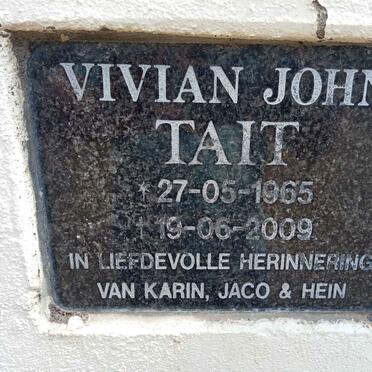 VIVIAN JOHN
TAIT
* 27-05-1965
† 19-06-2009
IN LIEFDEVOLLE HERINNERING
VAN KARIN, JACO & HEIN